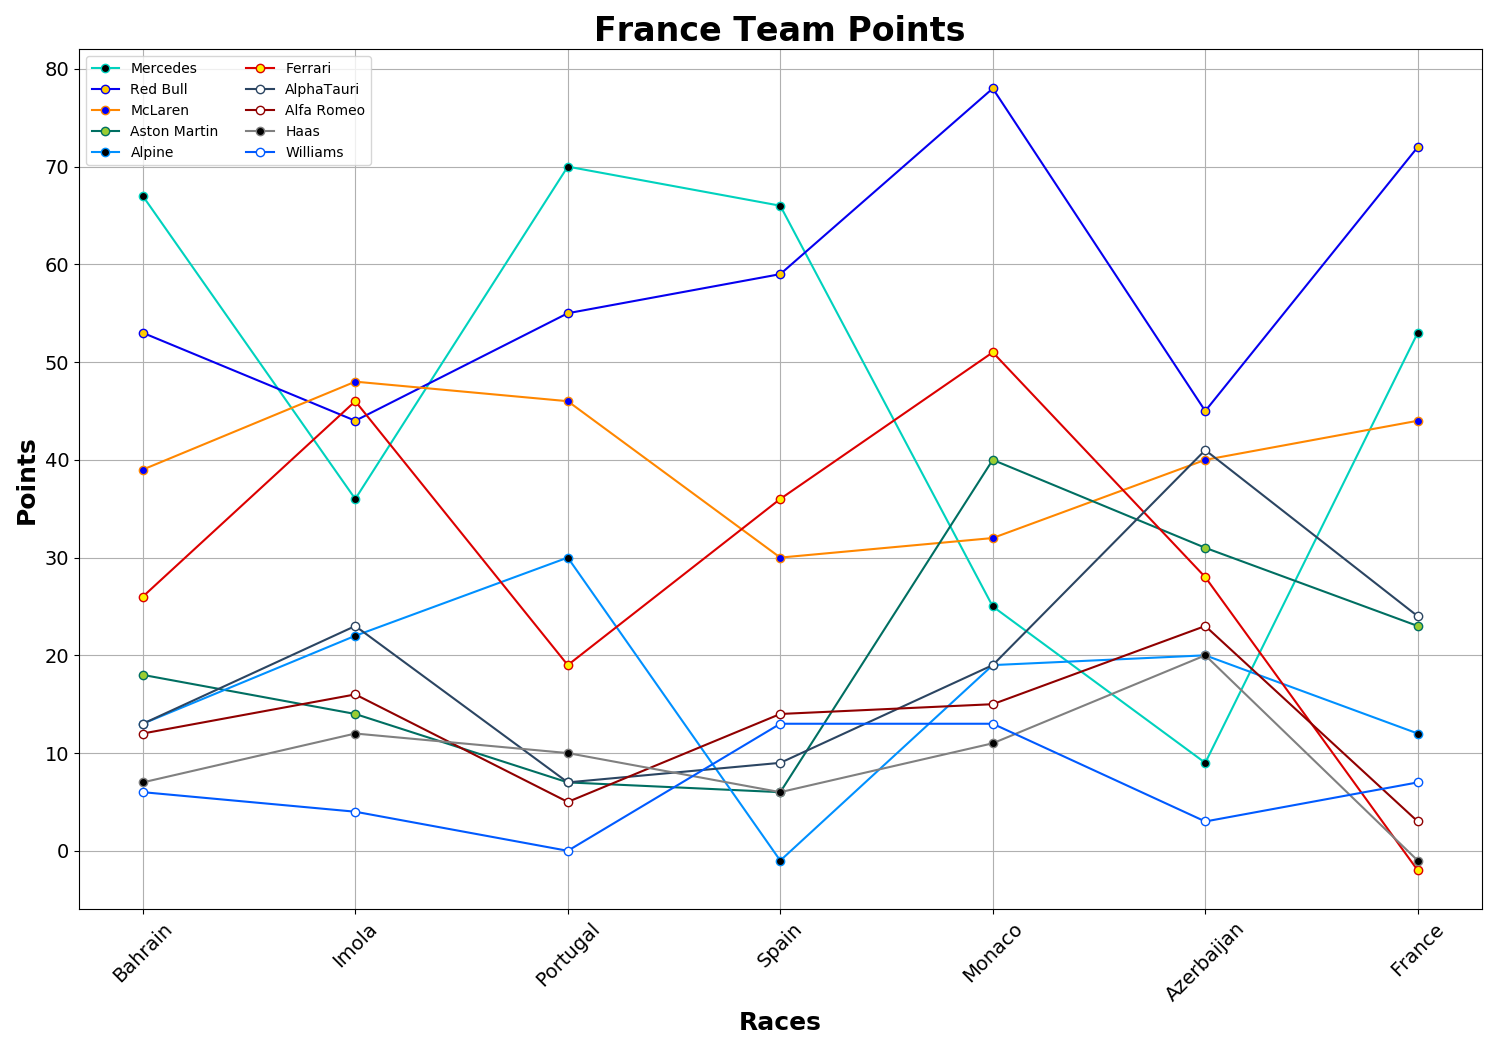 France Team Points
Mercedes
Red Bull
McLaren
Aston Martin
Alpine
Ferrari
AlphaTauri
Alfa Romeo
Haas
Williams
80
70
60
50
40
30
20
10
0
Points
Bahrain
Imola
Portugal
Spain
Monaco
Azerbaijan
France
Races